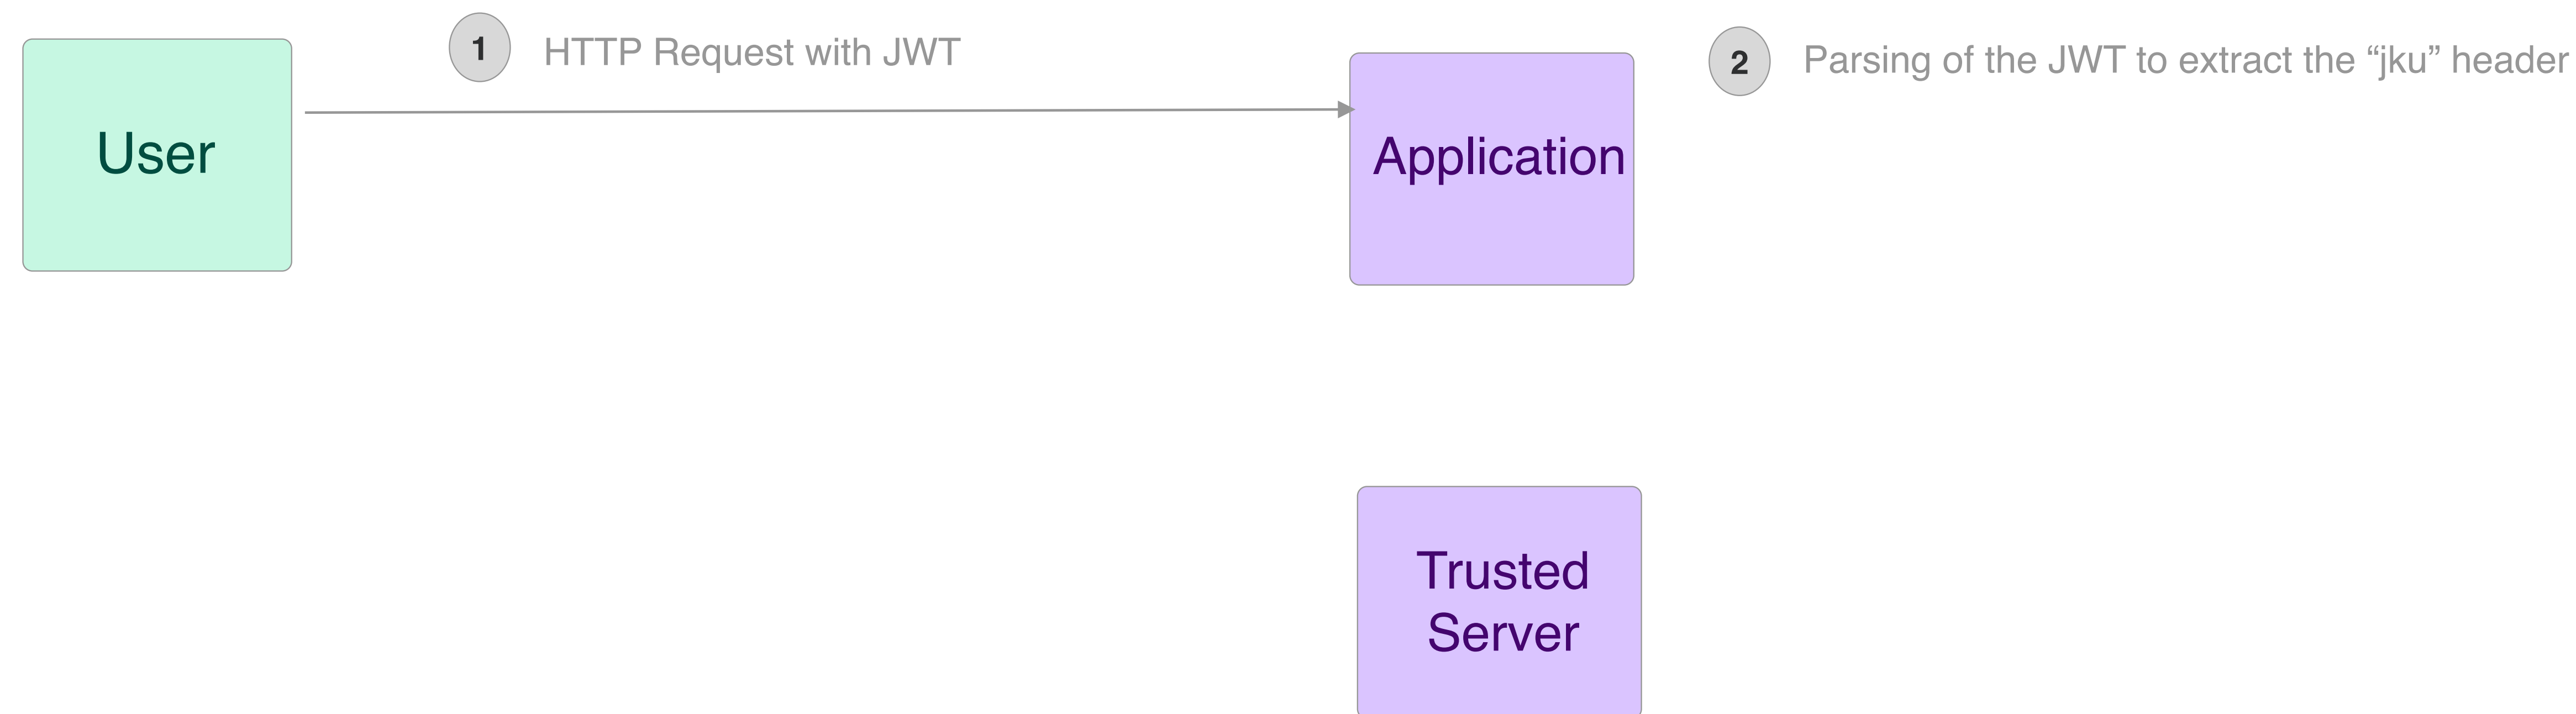 1
HTTP Request with JWT
2
Parsing of the JWT to extract the “jku” header
User
Application
Trusted
Server